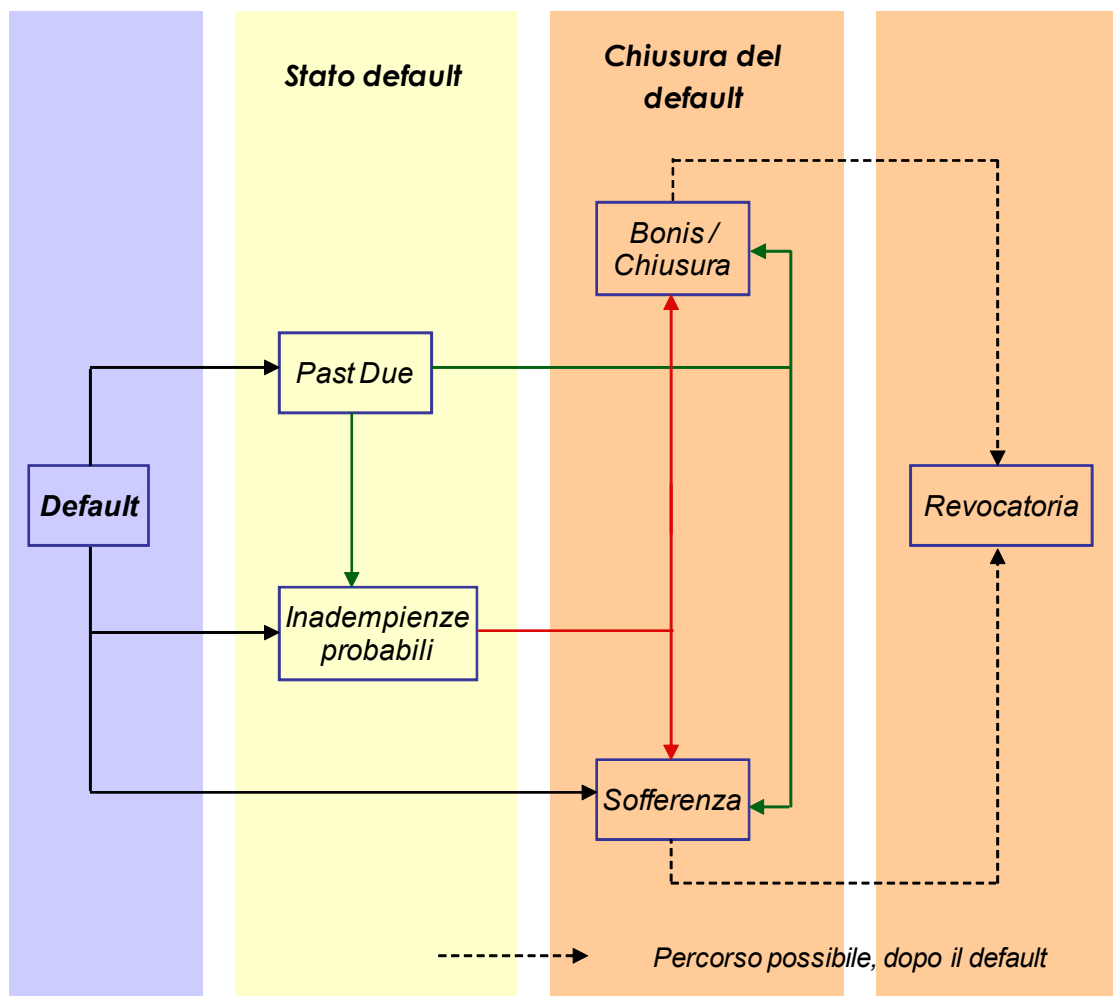 Stato default
Chiusura del
default
Bonis /
Chiusura
Past Due
Default
Revocatoria
Inadempienze
probabili
Sofferenza
Percorso possibile, dopo il default